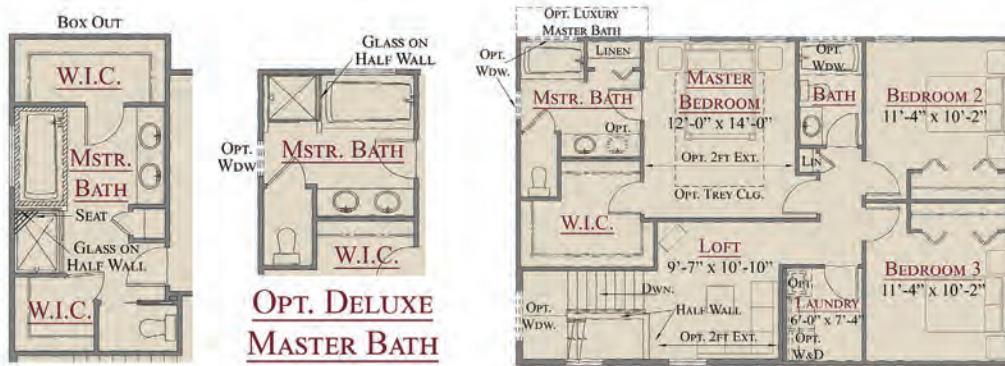 BOX OUT
W.I.C.
MSTR.
BATH
SEAT
GLASS ON
HALF WALL
W.I.C.
GLASS ON
HALF WALL
OPT.
WDW
MSTR. BATH
W.I.C.
OPT. DELUXE
MASTER BATH
OPT. LUXURY
MASTER BATH
OPT.
WDW.
LINEN
MSTR. BATH
OPT.
MASTER
BEDROOM
12'-0" X 14'-0"
OPT. 2FT EXT.
OPT. TREY CLG.
OPT.
WDW.
BATH
LIN
BEDROOM 2
11'-4" X 10'-2"
W.I.C.
LOFT
9'-7" X 10'-10"
DWN.
HALF WALL
OPT.
WDW.
OPT. 2FT EXT.
OPT.
LAUNDRY
6'-0" X 7'-4"
OPT.
W&D
BEDROOM 3
11'-4" X 10'-2"